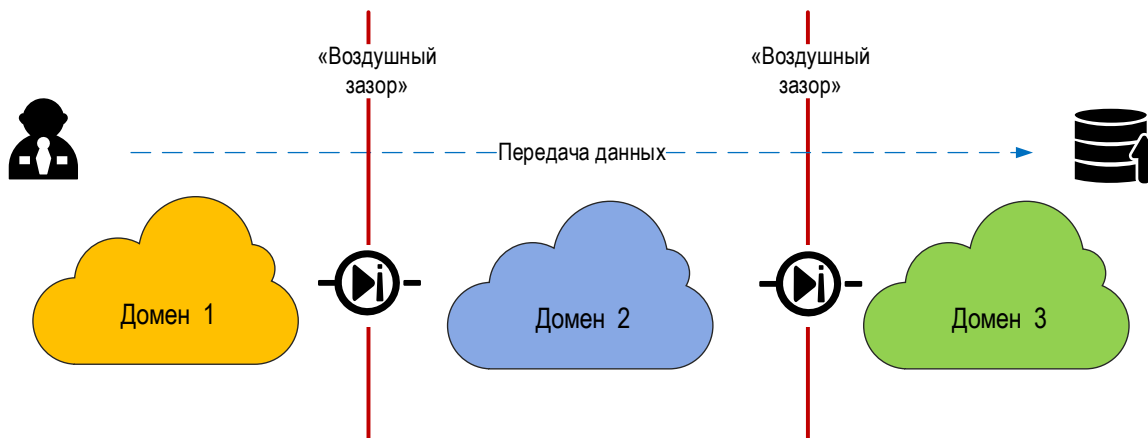 «Воздушный
зазор»
«Воздушный
зазор»
Передача данных
Домен 1
Домен 2
Домен 3